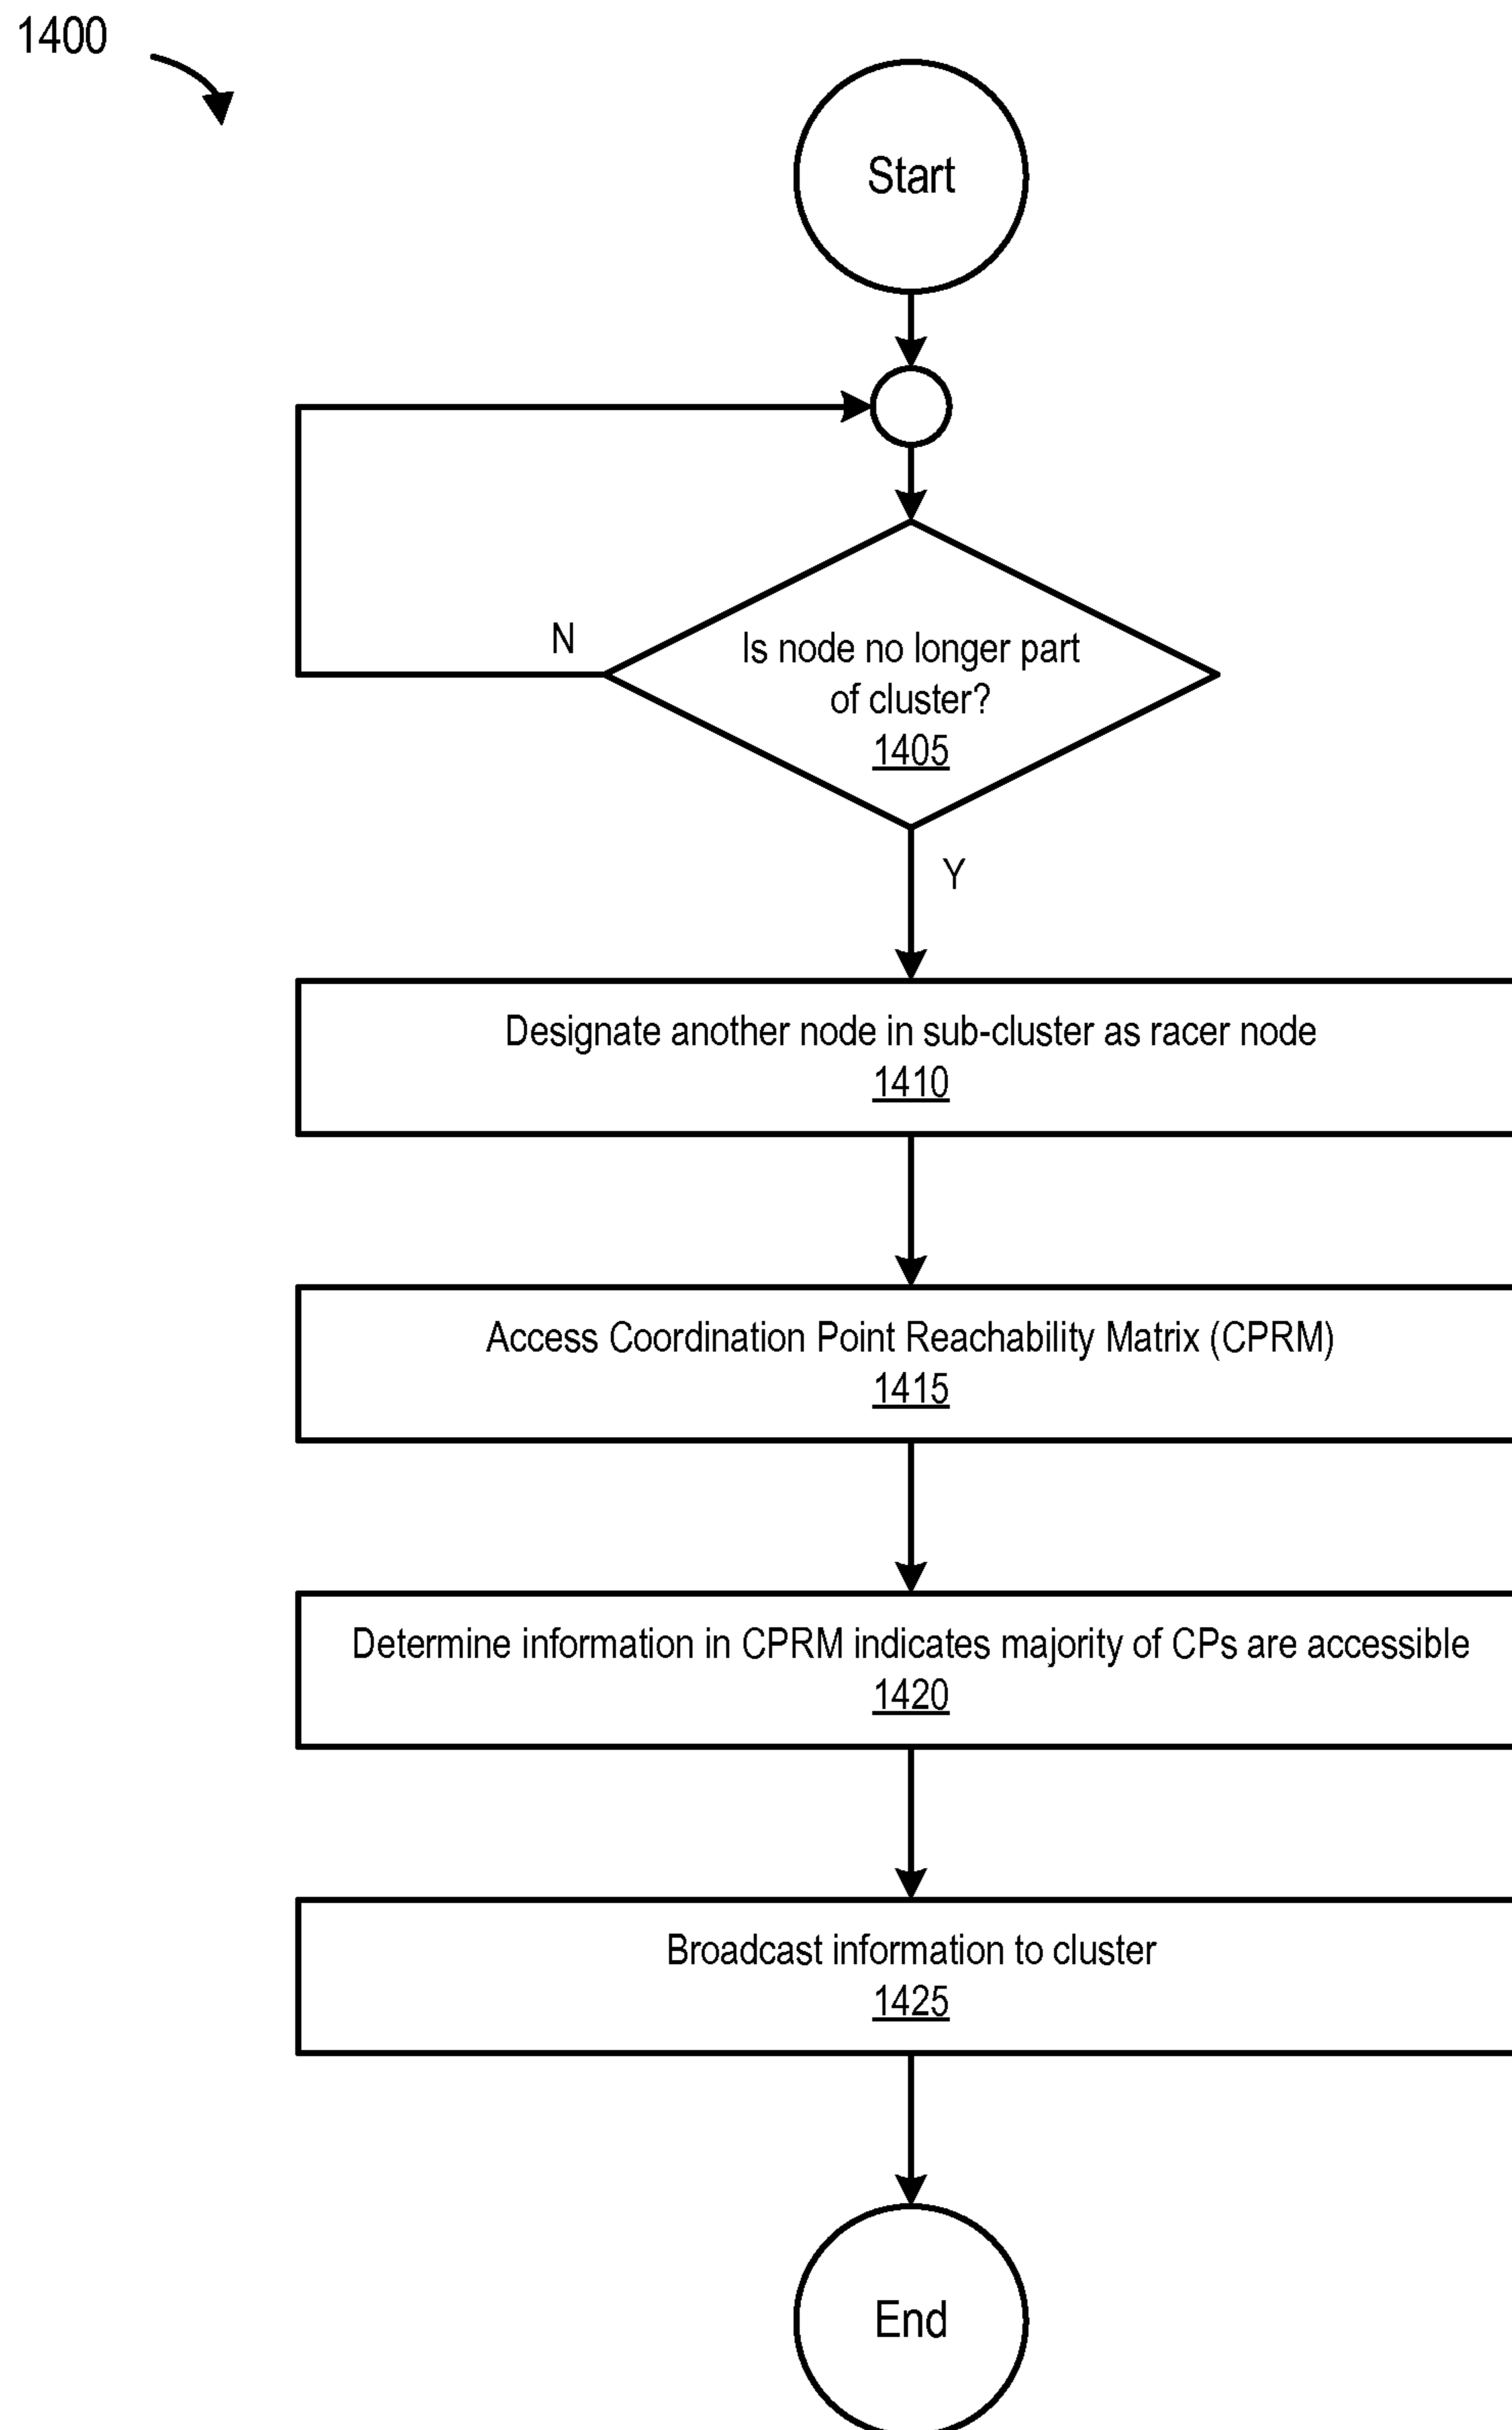 1400
Start
Is node no longer part
of cluster?
1405
N
Y
Designate another node in sub-cluster as racer node
1410
Access Coordination Point Reachability Matrix (CPRM)
1415
Determine information in CPRM indicates majority of CPs are accessible
1420
Broadcast information to cluster
1425
End